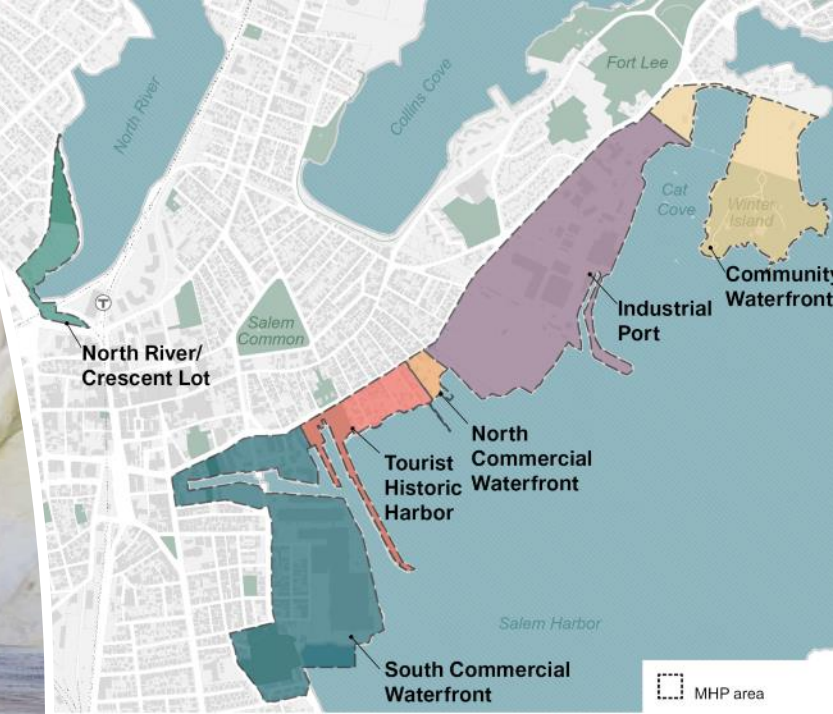 North River
Collins Cove
Fort Lee
Cat
Cove
Winter
Island
Community
Waterfront
Industrial
Port
T
North River/
Crescent Lot
Salem
Common
North
Commercial
Waterfront
Tourist
Historic
Harbor
Salem Harbor
South Commercial
Waterfront
MHP area